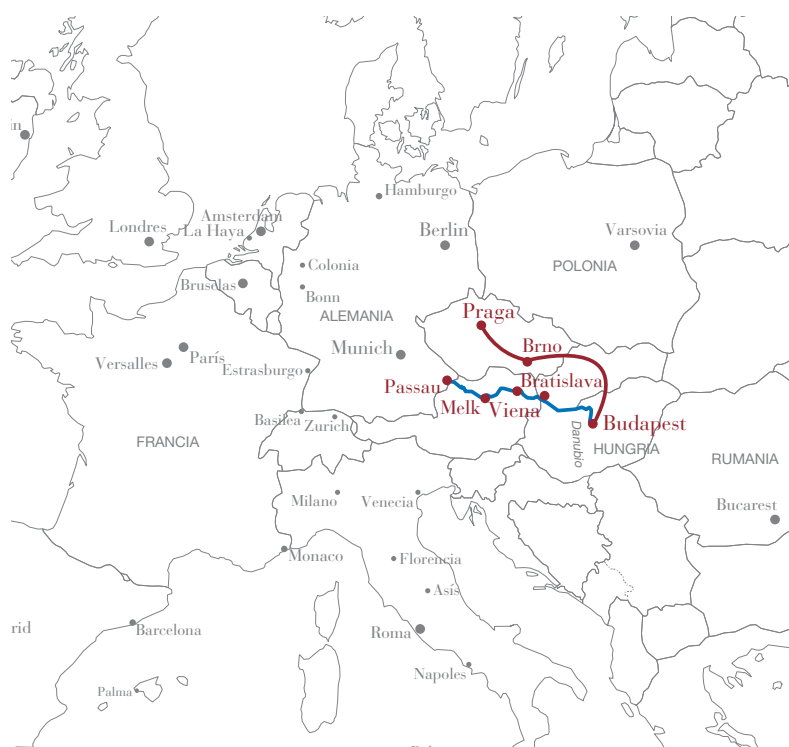 in
Hamburgo
Londres
Amsterdam
La Haya
Berlin
Varsovia
Colonia
POLONIA
Bruselas
Bonn
ALEMANIA
Praga
Versalles
París
Munich
Brno
Estrasburgo
Passau
Bratislava
Melk
Viena
Basilea
Zurich
Budapest
Danubio
FRANCIA
HUNGRIA
RUMANIA
Milano
Venecia
Bucarest
Monaco
Florencia
Asís
rid
Barcelona
Roma
Napoles
Palma